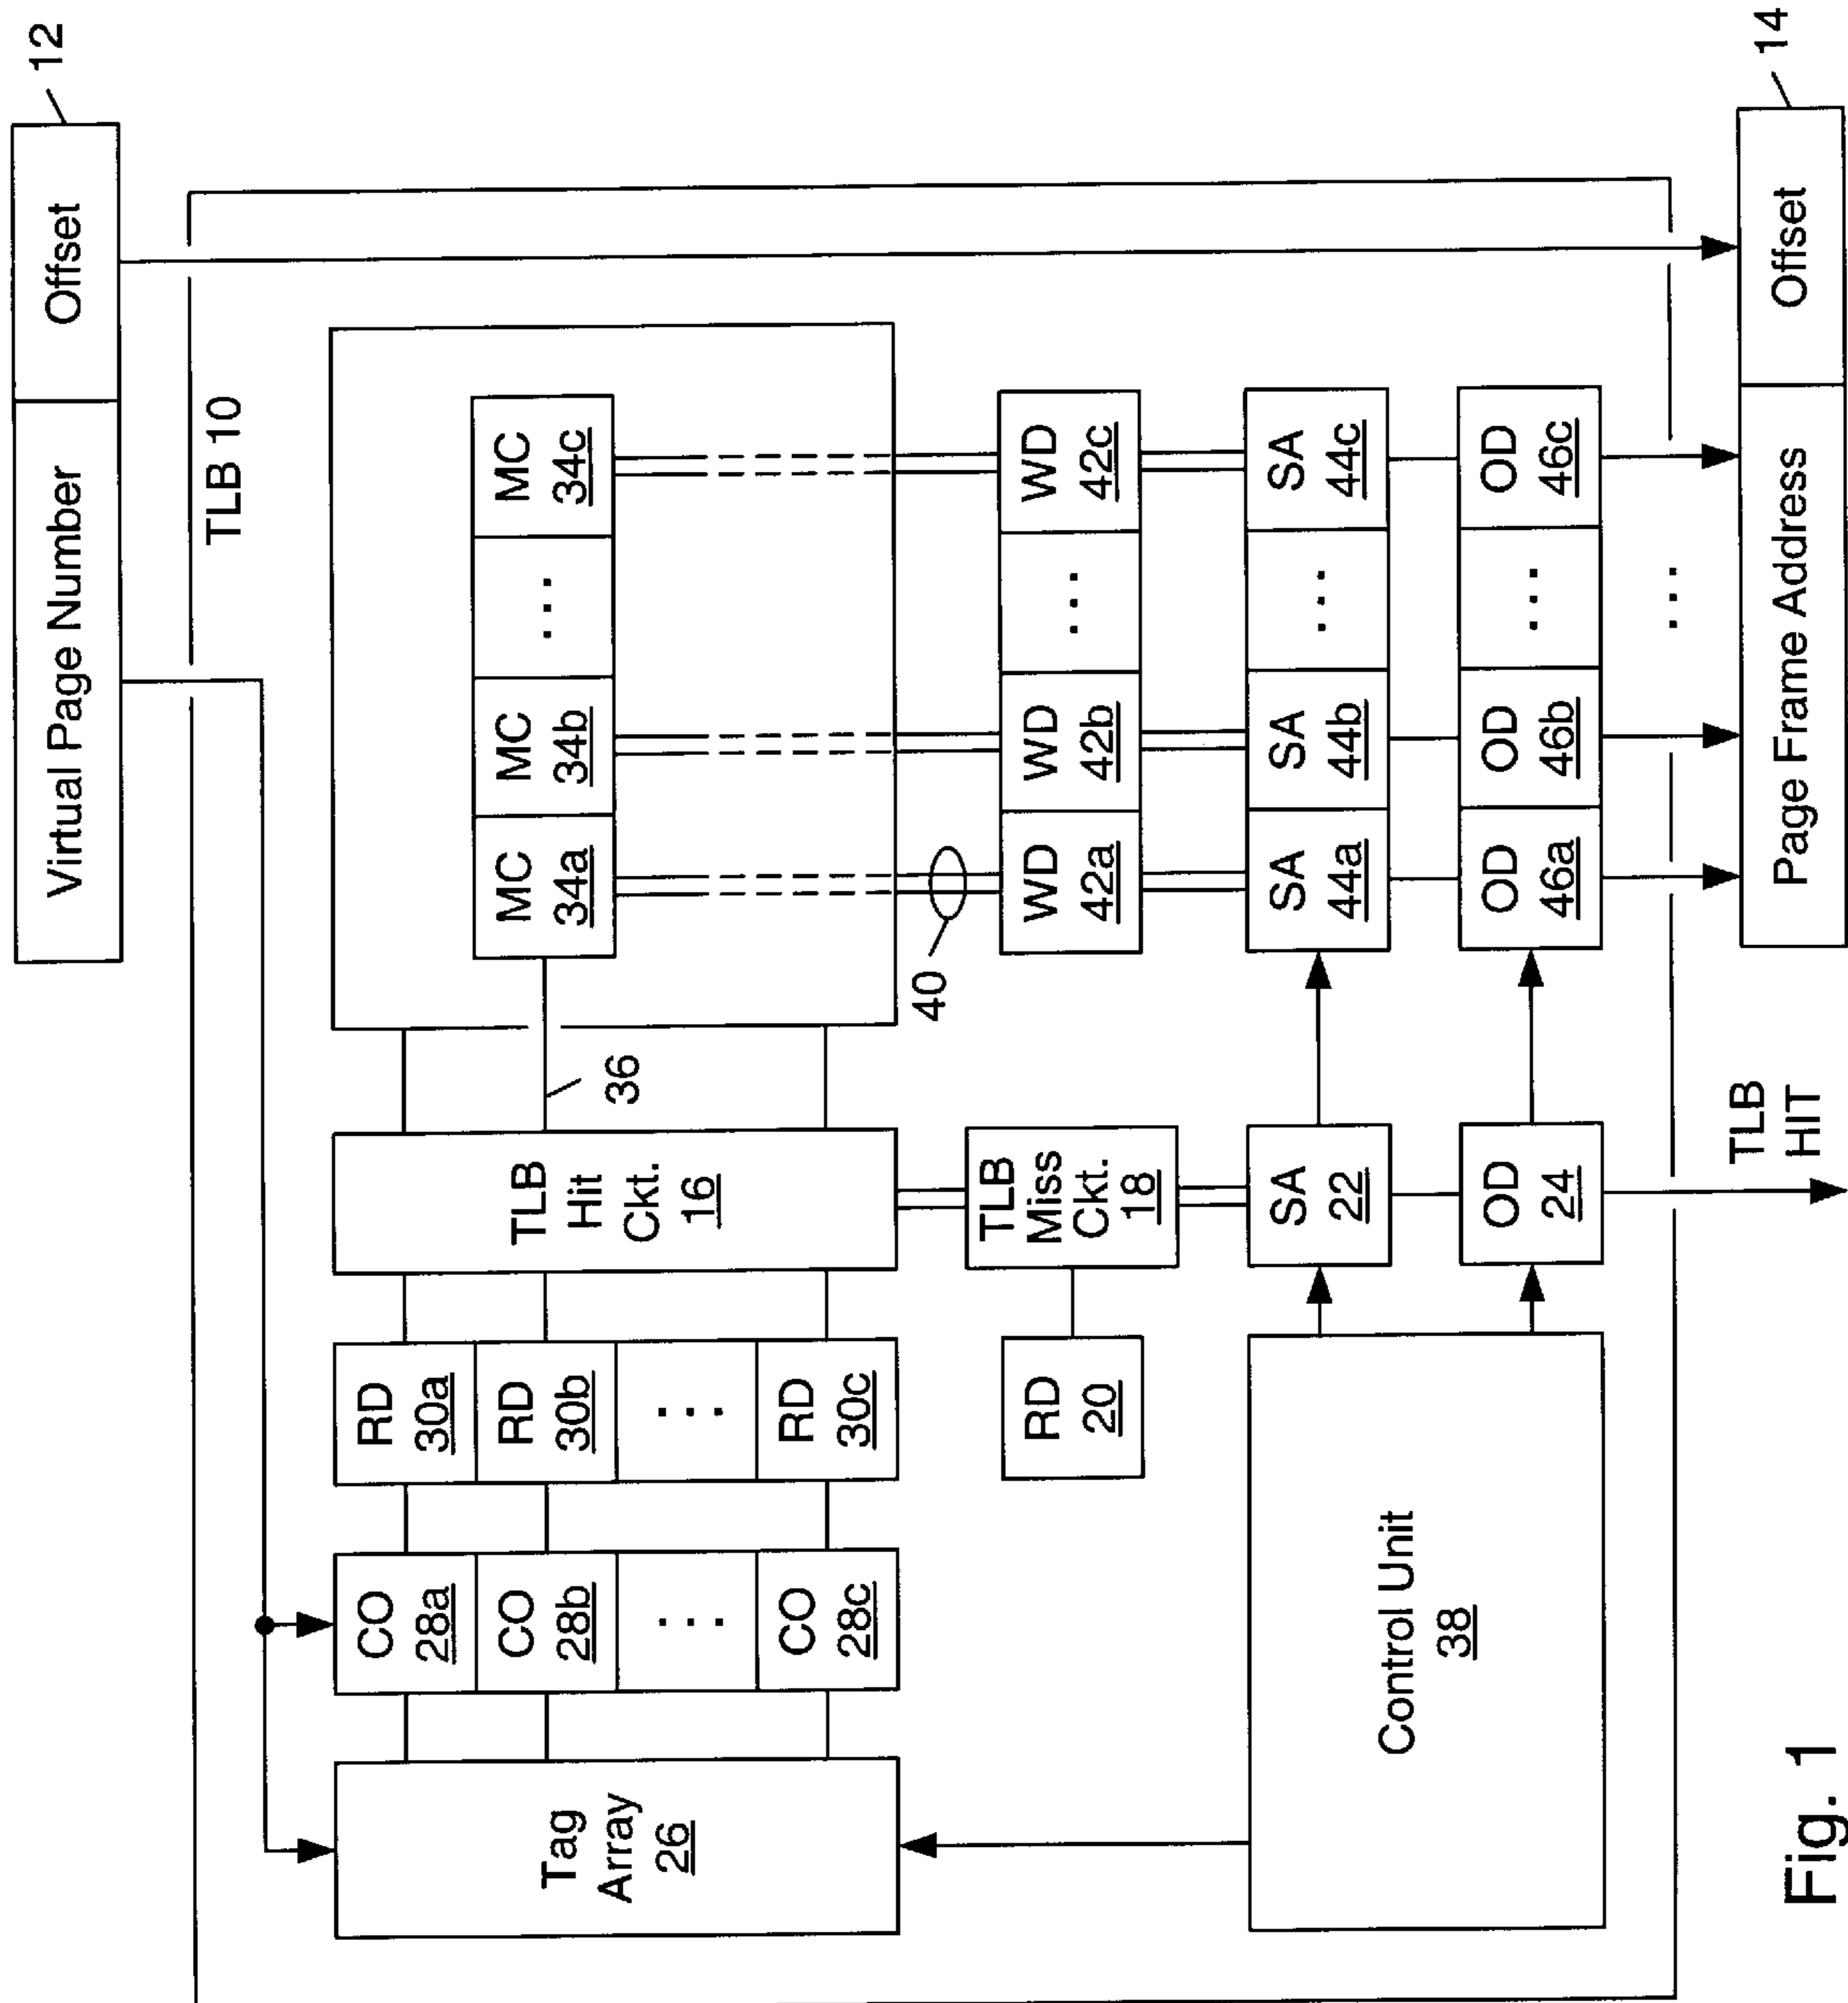 Virtual Page Number
Offset
12
TLB 10
Tag
Array
26
CO
28a
CO
28b
...
CO
28c
RD
30a
RD
30b
...
RD
30c
TLB
Hit
Ckt.
16
36
MC
34a
MC
34b
...
MC
34c
40
RD
20
TLB
Miss
Ckt.
18
WD
42a
WD
42b
...
WD
42c
Control Unit
38
SA
22
SA
44a
SA
44b
...
SA
44c
OD
24
OD
46a
OD
46b
...
OD
46c
...
TLB
HIT
Page Frame Address
Offset
14
Fig. 1